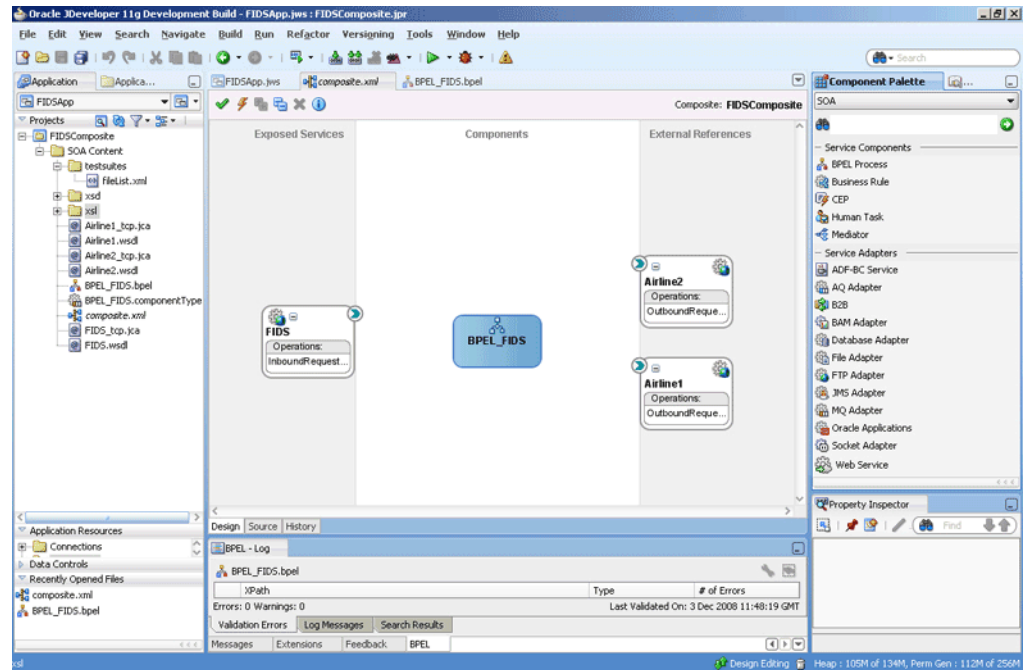 Oracle JDeveloper 11g Development Build - FIDSApp.jws : FIDSComposite.jpr
File Edit View Search Navigate Build Run Refactor Versioning Tools Window Help
Search
Application
Applica...
FIDSApp
Projects
FIDSComposite
SOA Content
testsuites
fileList.xml
xsd
xsl
Airline1_tcp.jca
Airline1.wsdl
Airline2_tcp.jca
Airline2.wsdl
BPEL_FIDS.bpel
BPEL_FIDS.componentType
composite.xml
FIDS_tcp.jca
FIDS.wsdl
Application Resources
Connections
Data Controls
Recently Opened Files
composite.xml
BPEL_FIDS.bpel
FIDSApp.jws composite.xml BPEL_FIDS.bpel
Composite: FIDSComposite
Exposed Services Components External References
FIDS
Operations:
InboundRequest...
BPEL_FIDS
Airline2
Operations:
OutboundReque...
Airline1
Operations:
OutboundReque...
Design Source History
BPEL - Log
BPEL_FIDS.bpel
XPath Type # of Errors
Errors: 0 Warnings: 0 Last Validated On: 3 Dec 2008 11:48:19 GMT
Validation Errors Log Messages Search Results
Messages Extensions Feedback BPEL
Component Palette
SOA
Service Components
BPEL Process
Business Rule
CEP
Human Task
Mediator
Service Adapters
ADF-BC Service
AQ Adapter
B2B
BAM Adapter
Database Adapter
File Adapter
FTP Adapter
JMS Adapter
MQ Adapter
Oracle Applications
Socket Adapter
Web Service
Property Inspector
Find
xsl Design Editing Heap : 105M of 134M, Perm Gen : 112M of 256M